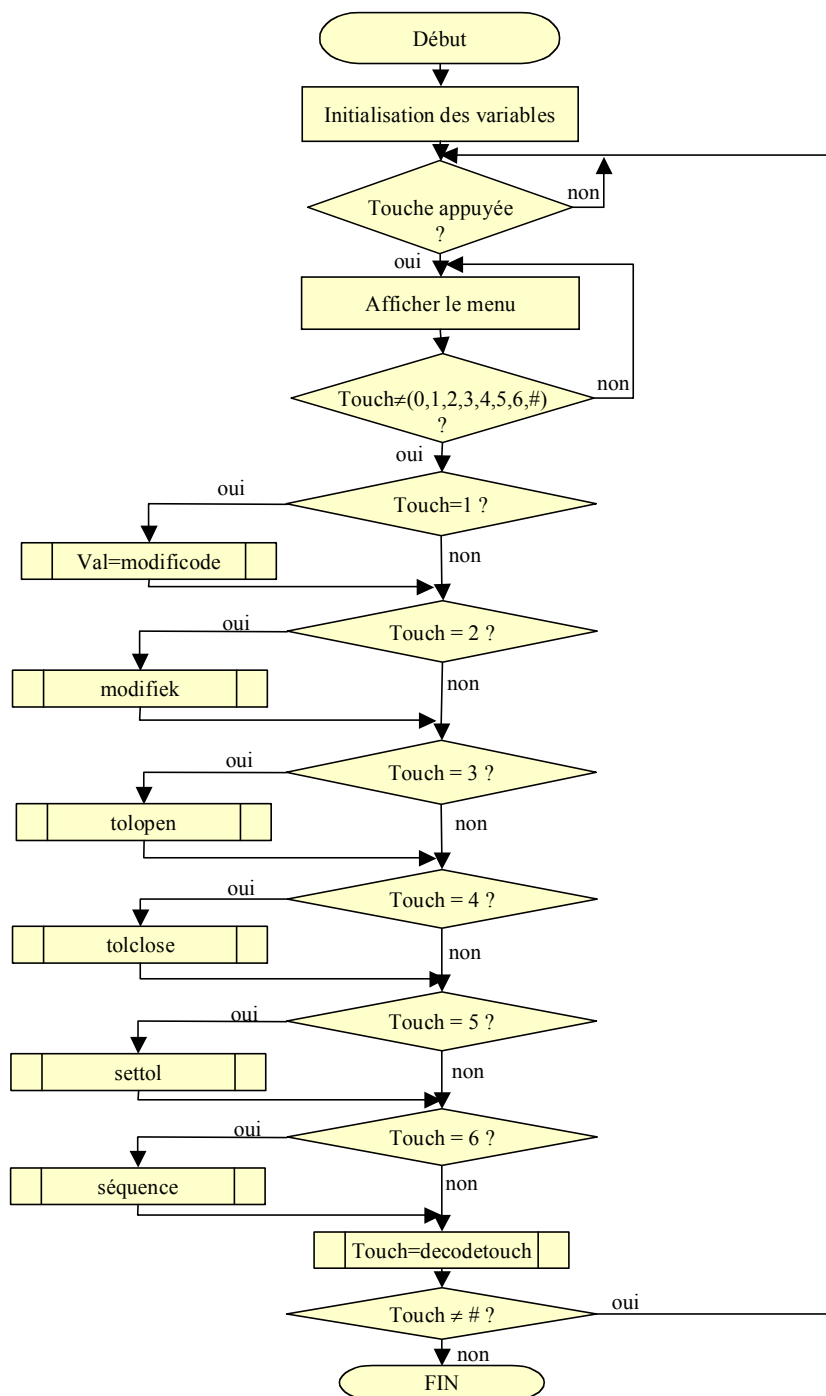 Début
Initialisation des variables
non
Touche appuyée
?
oui
Afficher le menu
non
Touch≠(0,1,2,3,4,5,6,#)
?
oui
oui
Touch=1 ?
Val=modificode
non
oui
Touch = 2 ?
modifiek
non
oui
Touch = 3 ?
tolopen
non
oui
Touch = 4 ?
tolclose
non
oui
Touch = 5 ?
settol
non
oui
Touch = 6 ?
séquence
non
Touch=decodetouch
Touch ≠ # ?
oui
non
FIN